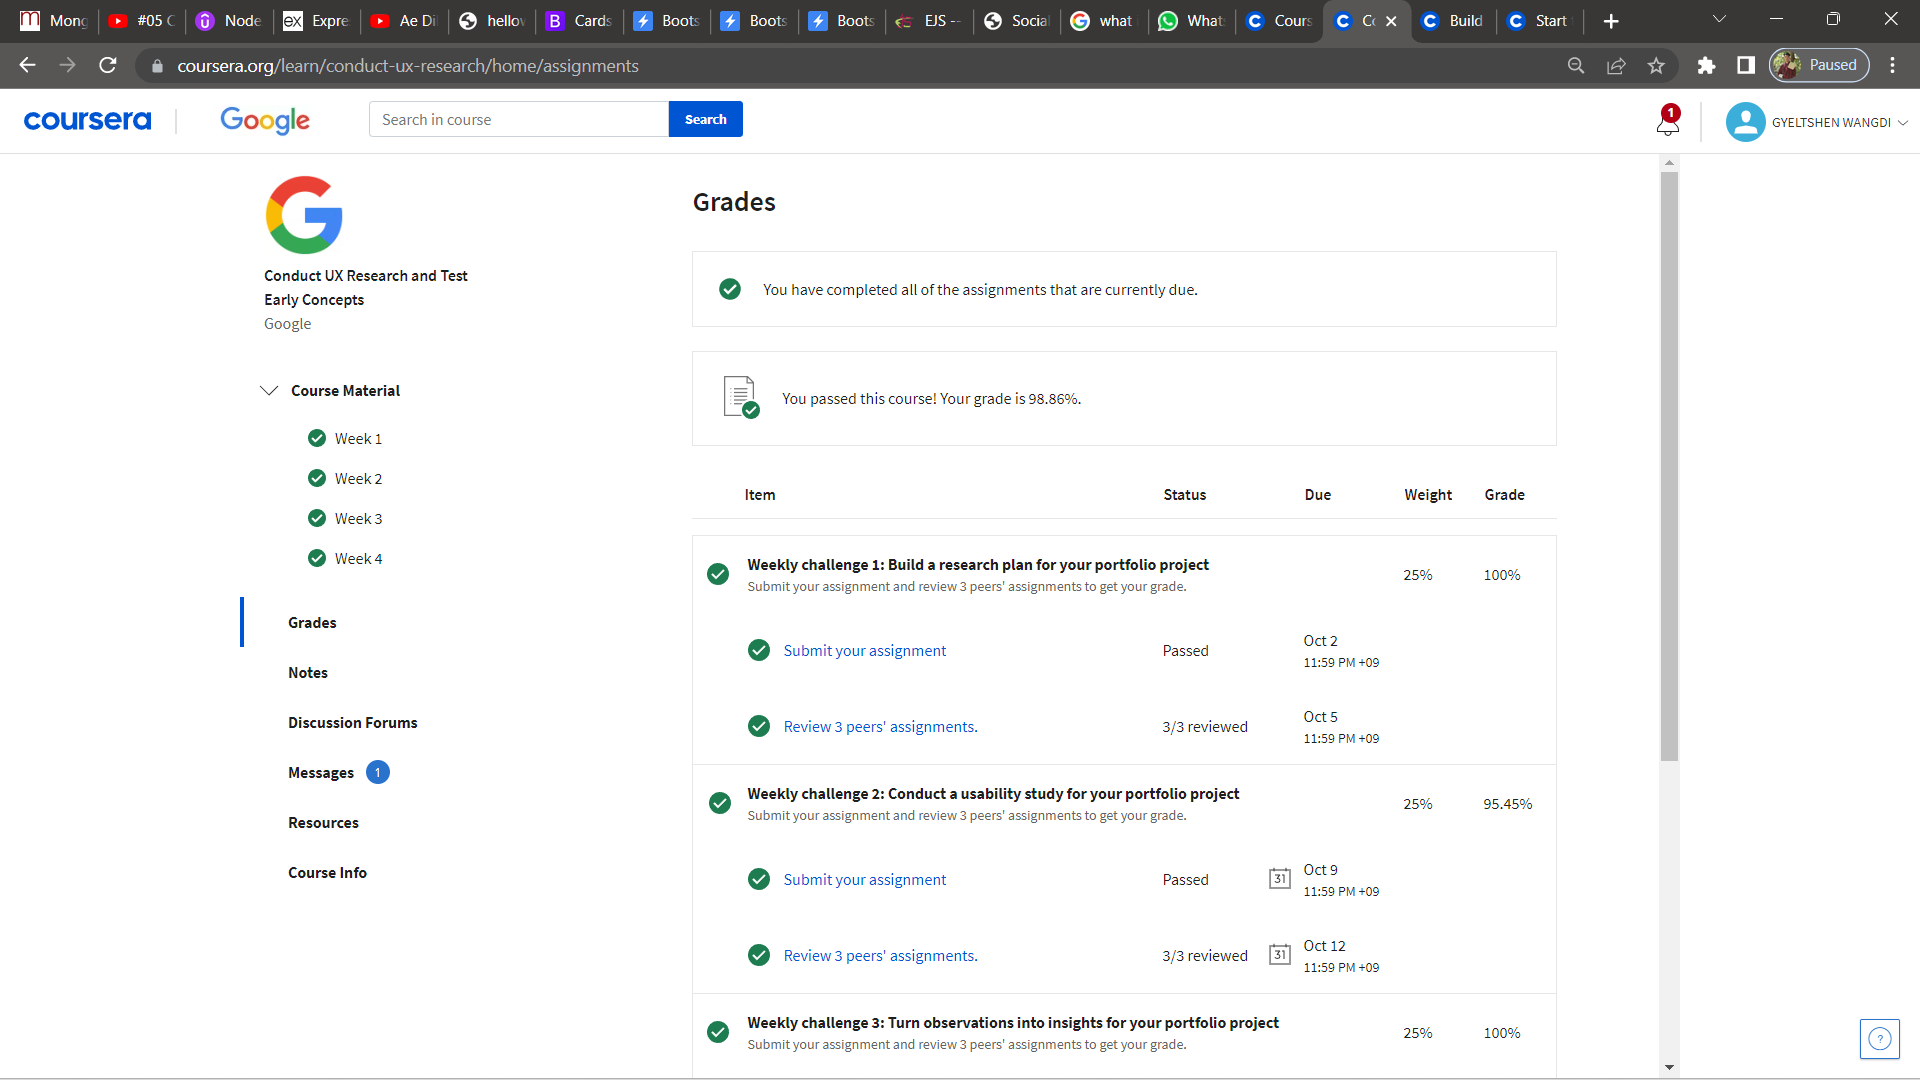 Mong
#05 C
Node
ex Expre
Ae Di
hellov
B Cards
Boots
Boots
Boots
EJS --
Social
what
What
Cours
Co
Build
Start
coursera.org/learn/conduct-ux-research/home/assignments
Paused
coursera
Google
Search in course
Search
1
GYELTSHEN WANGDI
Conduct UX Research and Test
Early Concepts
Google
Course Material
Week 1
Week 2
Week 3
Week 4
Grades
Notes
Discussion Forums
Messages 1
Resources
Course Info
Grades
You have completed all of the assignments that are currently due.
You passed this course! Your grade is 98.86%.
Item Status Due Weight Grade
Weekly challenge 1: Build a research plan for your portfolio project
Submit your assignment and review 3 peers' assignments to get your grade.
25% 100%
Submit your assignment Passed Oct 2
11:59 PM +09
Review 3 peers' assignments. 3/3 reviewed Oct 5
11:59 PM +09
Weekly challenge 2: Conduct a usability study for your portfolio project
Submit your assignment and review 3 peers' assignments to get your grade.
25% 95.45%
Submit your assignment Passed 31 Oct 9
11:59 PM +09
Review 3 peers' assignments. 3/3 reviewed 31 Oct 12
11:59 PM +09
Weekly challenge 3: Turn observations into insights for your portfolio project
Submit your assignment and review 3 peers' assignments to get your grade.
25% 100%
?